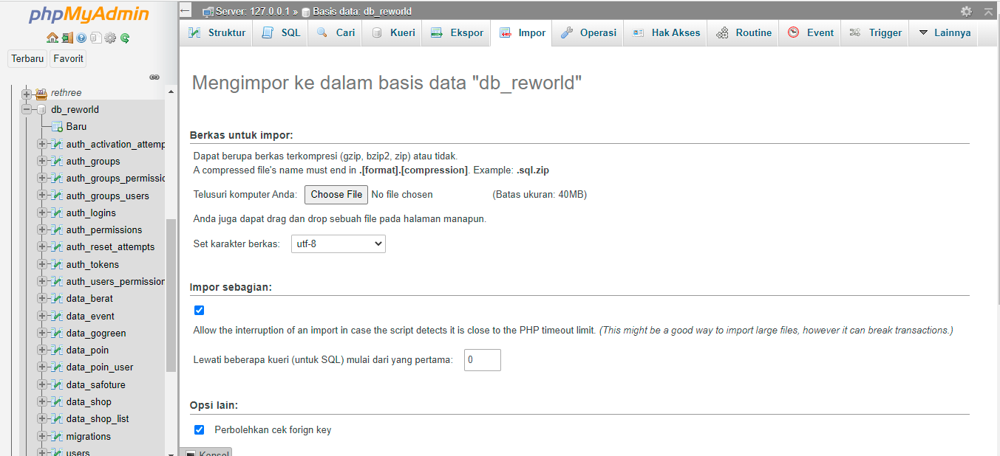 phpMyAdmin
Terbaru Favorit
rethree
db_reworld
Baru
auth_activation_attemp
auth_groups
auth_groups_permissic
auth_groups_users
auth_logins
auth_permissions
auth_reset_attempts
auth_tokens
auth_users_permission
data_berat
data_event
data_gogreen
data_poin
data_poin_user
data_safoture
data_shop
data_shop_list
migrations
users
Server: 127.0.0.1 » Basis data: db_reworld
Struktur SQL Cari Kueri Ekspor Impor Operasi Hak Akses Routine Event Trigger Lainnya
Mengimpor ke dalam basis data "db_reworld"
Berkas untuk impor:
Dapat berupa berkas terkompresi (gzip, bzip2, zip) atau tidak.
A compressed file's name must end in .[format].[compression]. Example: .sql.zip
Telusuri komputer Anda: Choose File No file chosen (Batas ukuran: 40MB)
Anda juga dapat drag dan drop sebuah file pada halaman manapun.
Set karakter berkas: utf-8
Impor sebagian:
Allow the interruption of an import in case the script detects it is close to the PHP timeout limit. (This might be a good way to import large files, however it can break transactions.)
Lewati beberapa kueri (untuk SQL) mulai dari yang pertama: 0
Opsi lain:
Perbolehkan cek forign key
Konsol